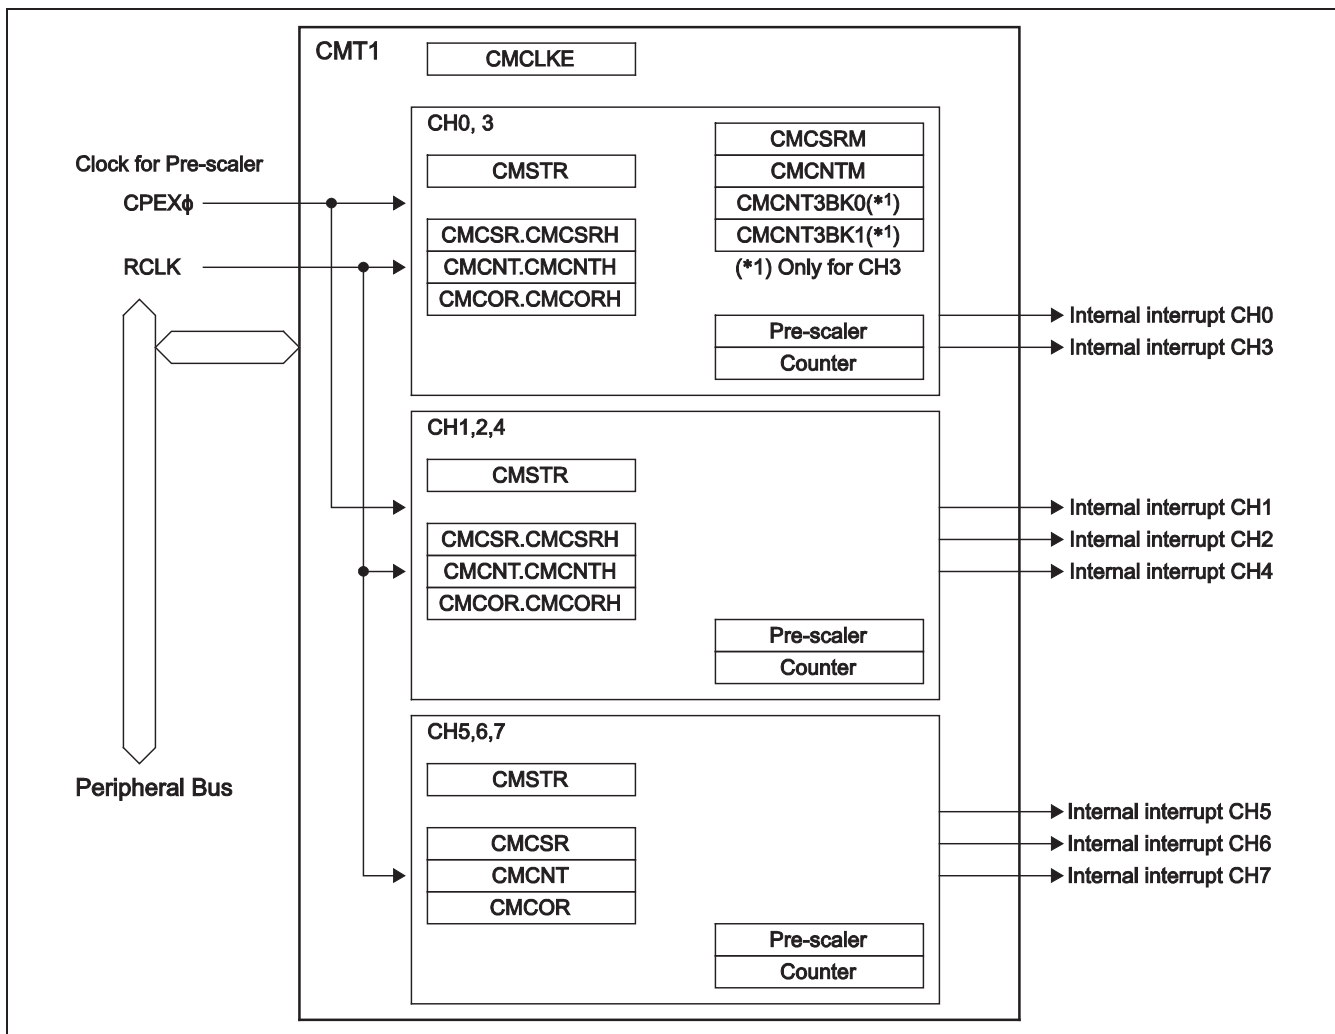 CMT1
CMCLKE
Clock for Pre-scaler
CPEXϕ
RCLK
Peripheral Bus
CH0, 3
CMSTR
CMCSR.CMCSRH
CMCNT.CMCNTH
CMCOR.CMCORH
CMCSRM
CMCNTM
CMCNT3BK0(*1)
CMCNT3BK1(*1)
(*1) Only for CH3
Pre-scaler
Counter
Internal interrupt CH0
Internal interrupt CH3
CH1,2,4
CMSTR
CMCSR.CMCSRH
CMCNT.CMCNTH
CMCOR.CMCORH
Pre-scaler
Counter
Internal interrupt CH1
Internal interrupt CH2
Internal interrupt CH4
CH5,6,7
CMSTR
CMCSR
CMCNT
CMCOR
Pre-scaler
Counter
Internal interrupt CH5
Internal interrupt CH6
Internal interrupt CH7